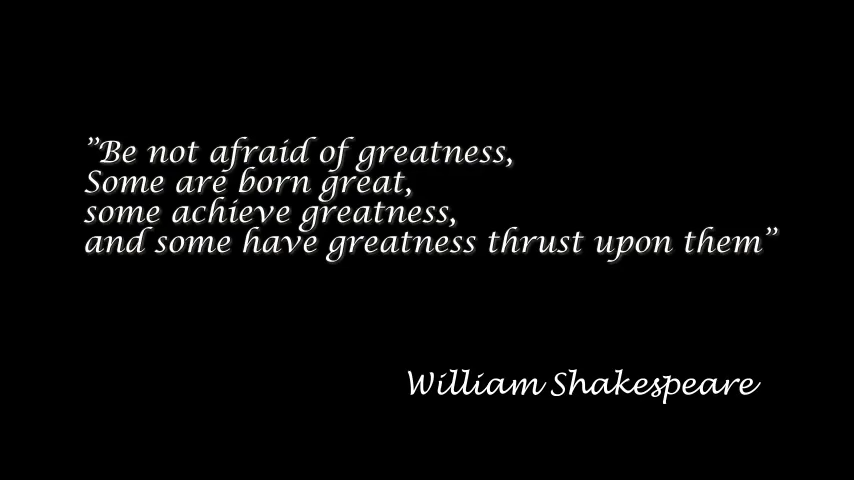 ”Be not afraid of greatness,
Some are born great,
some achieve greatness,
and some have greatness thrust upon them”
William Shakespeare